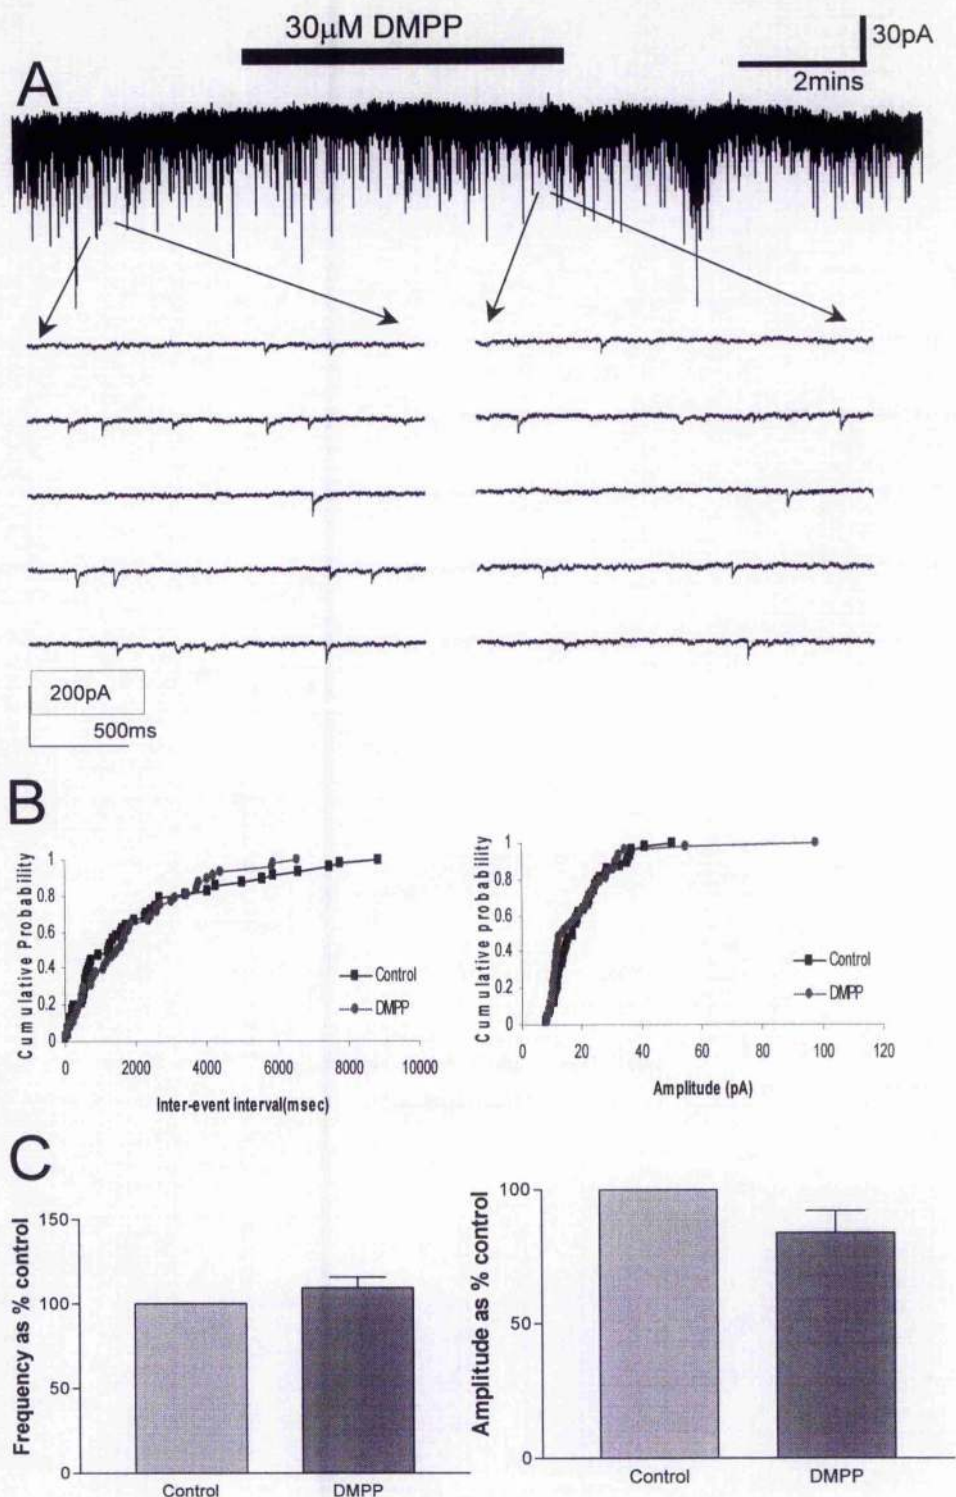 30μM DMPP
30pA
2mins
A
200pA
500ms
B
Cumulative Probability
1
0.8
0.6
0.4
0.2
0
0
2000
4000
6000
8000
10000
Inter-event interval(msec)
Control
DMPP
Cumulative probability
1
0.8
0.6
0.4
0.2
0
0
20
40
60
80
100
120
Amplitude (pA)
Control
DMPP
C
Frequency as % control
150
100
50
0
Control
DMPP
Amplitude as % control
100
50
0
Control
DMPP